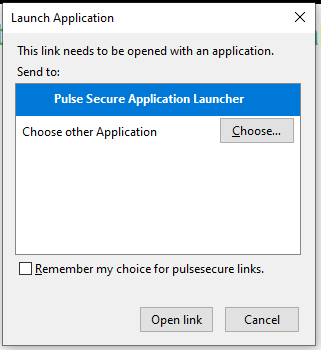 Launch Application
This link needs to be opened with an application.
Send to:
Pulse Secure Application Launcher
Choose other Application
Choose...
Remember my choice for pulsesecure links.
Open link
Cancel